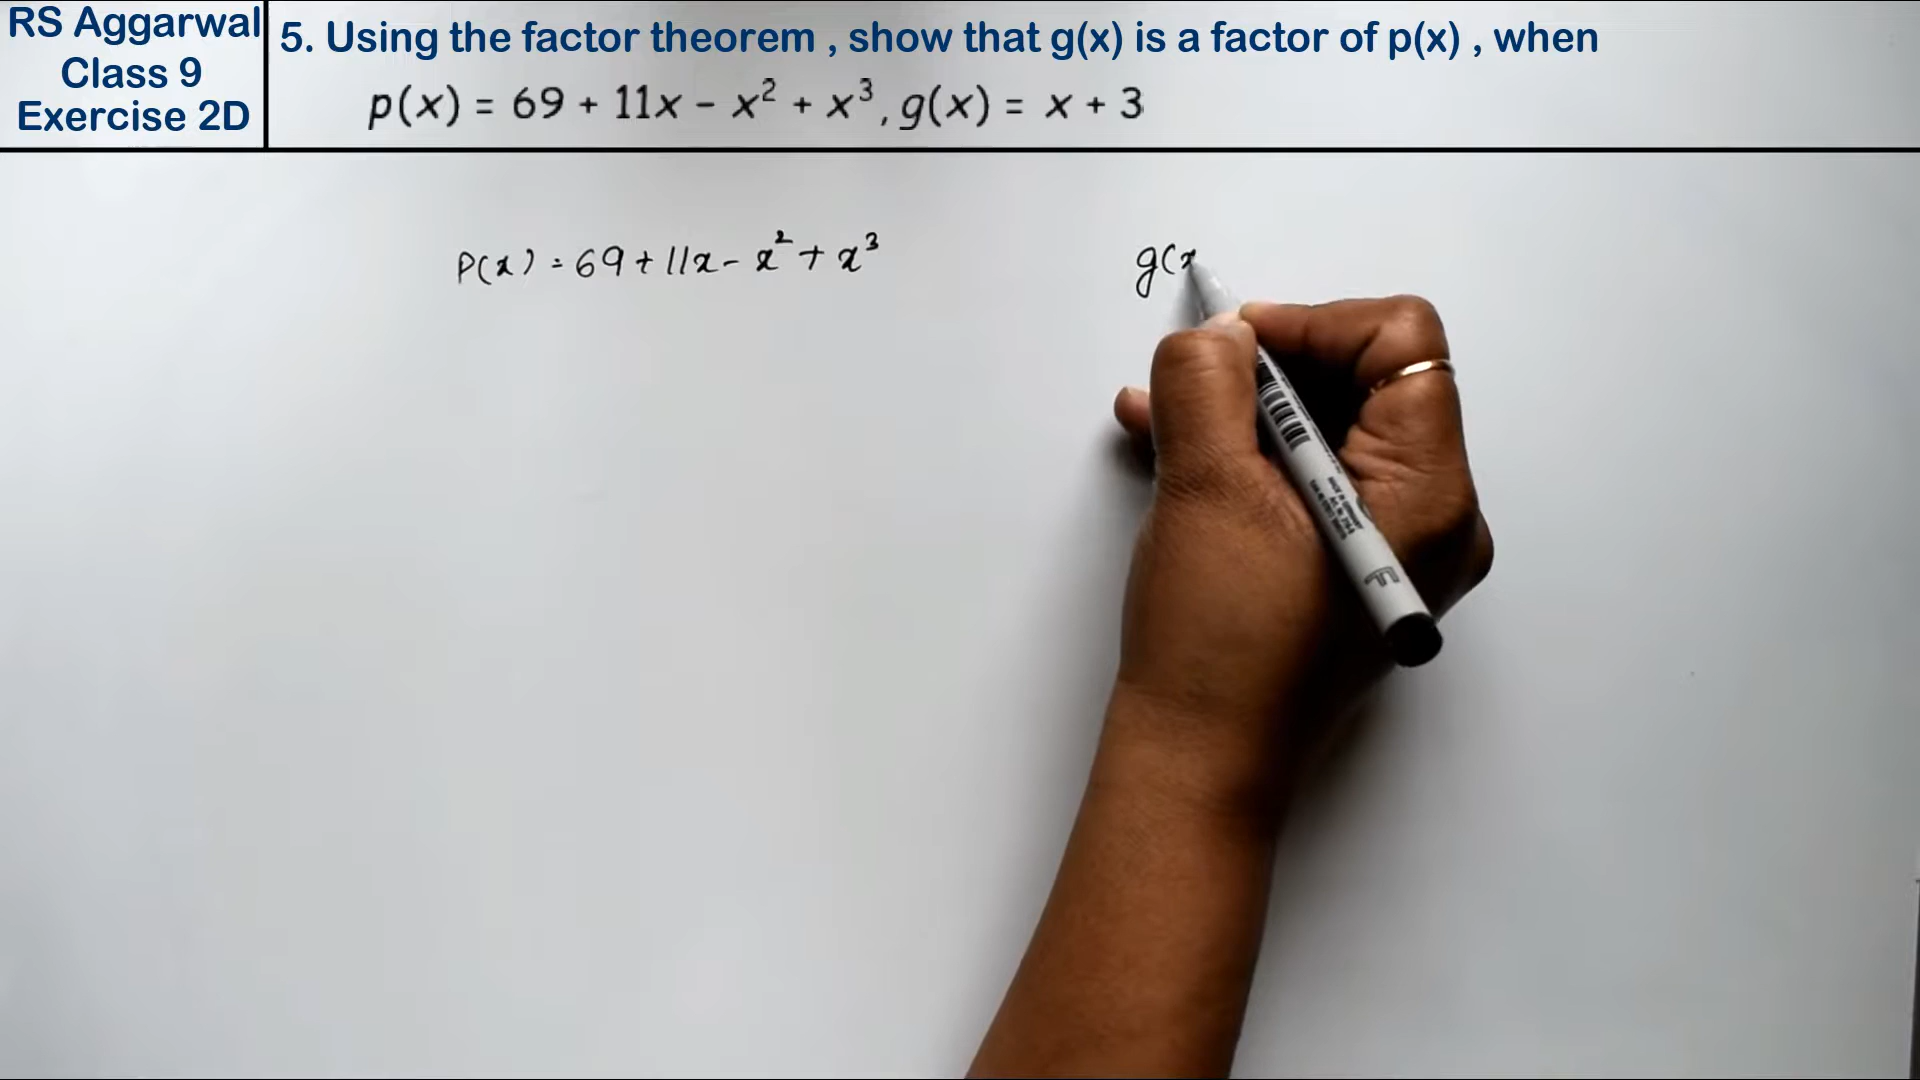 RS Aggarwal
Class 9
Exercise 2D
5. Using the factor theorem , show that g(x) is a factor of p(x) , when
p(x) = 69 + 11x - x² + x³, g(x) = x + 3
P(x) = 69 + 11x - x² + x³
g(x
F